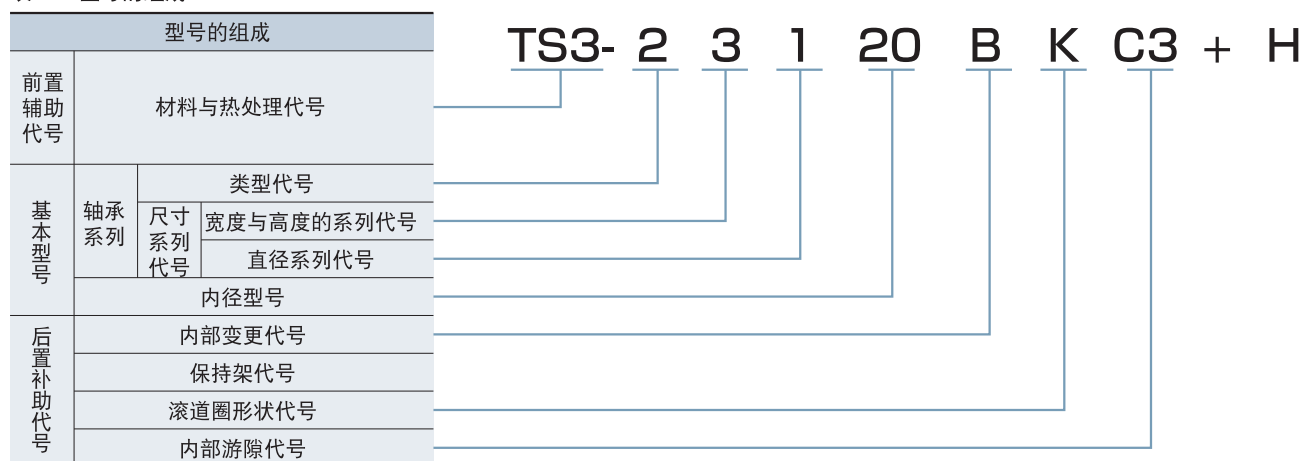 型号的组成
TS3- 2 3 1 20 B K C3 + H
前置
辅助
代号
材料与热处理代号
基本型号
轴承
系列
类型代号
尺寸
系列
代号
宽度与高度的系列代号
直径系列代号
内径型号
后置补助代号
内部变更代号
保持架代号
滚道圈形状代号
内部游隙代号